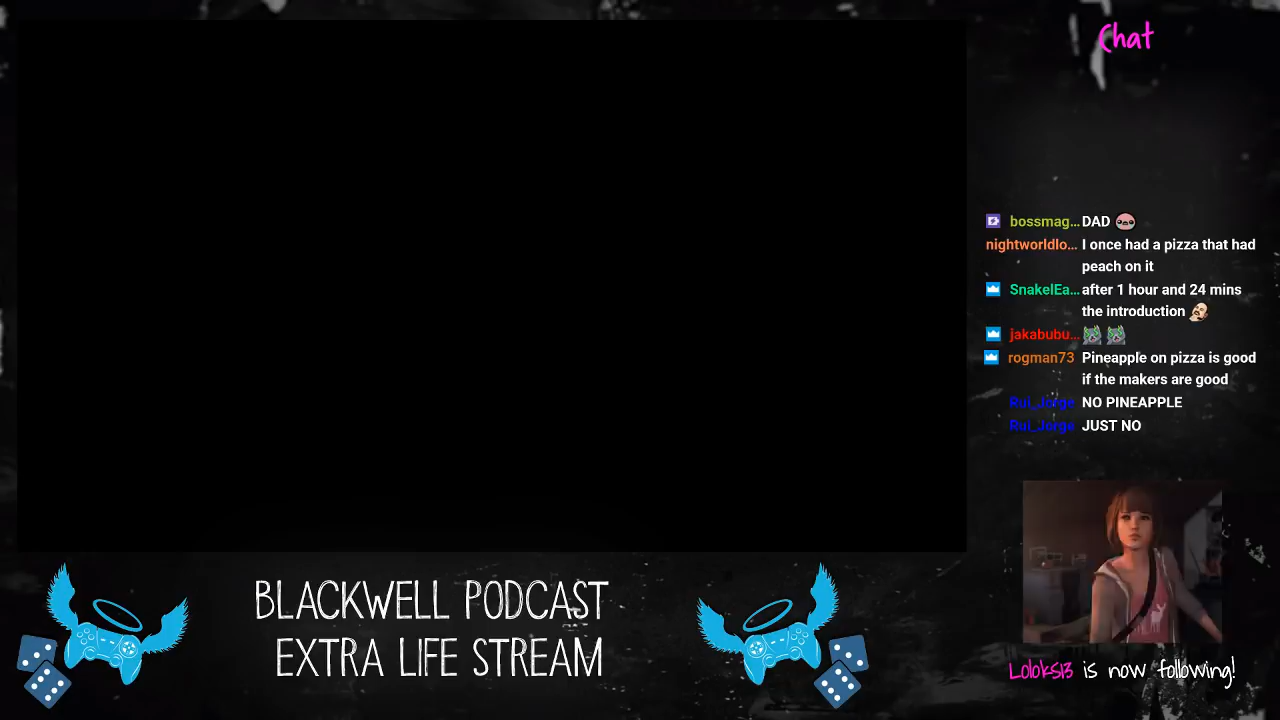 Chat
bossmag… DAD
nightworldlo… I once had a pizza that had
peach on it
SnakelEa… after 1 hour and 24 mins
the introduction
jakabubu…
rogman73 Pineapple on pizza is good
if the makers are good
Rui_Jorge NO PINEAPPLE
Rui_Jorge JUST NO
BLACKWELL PODCAST
EXTRA LIFE STREAM
Loloks13 is now following!